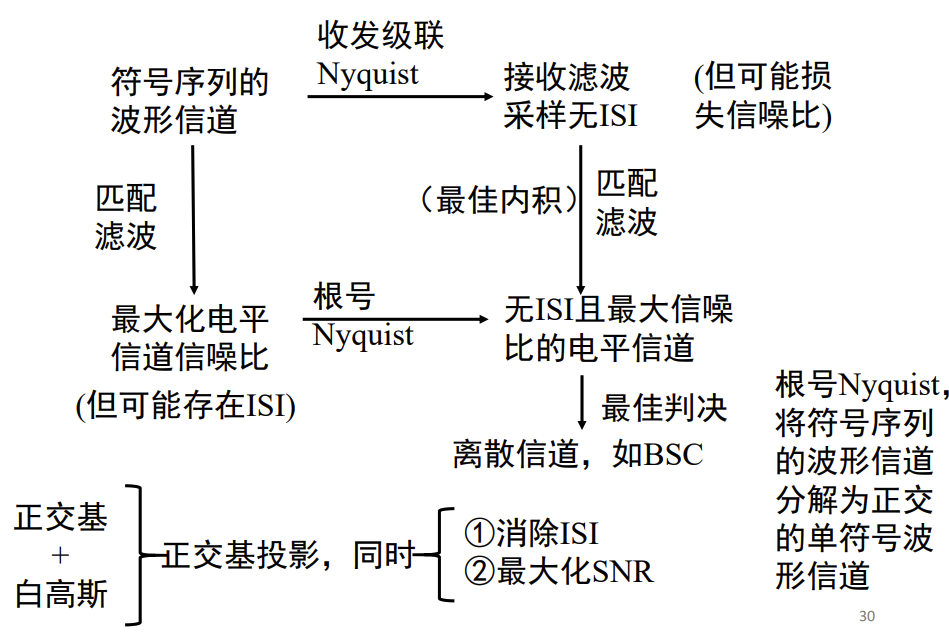 收发级联
Nyquist
符号序列的
波形信道
接收滤波
采样无ISI
(但可能损
失信噪比)
匹配
滤波
（最佳内积）
匹配
滤波
最大化电平
信道信噪比
(但可能存在ISI)
根号
Nyquist
无ISI且最大信噪
比的电平信道
最佳判决
离散信道，如BSC
根号Nyquist，
将符号序列
的波形信道
分解为正交
的单符号波
形信道
正交基
+
白高斯
正交基投影，同时
①消除ISI
②最大化SNR
30